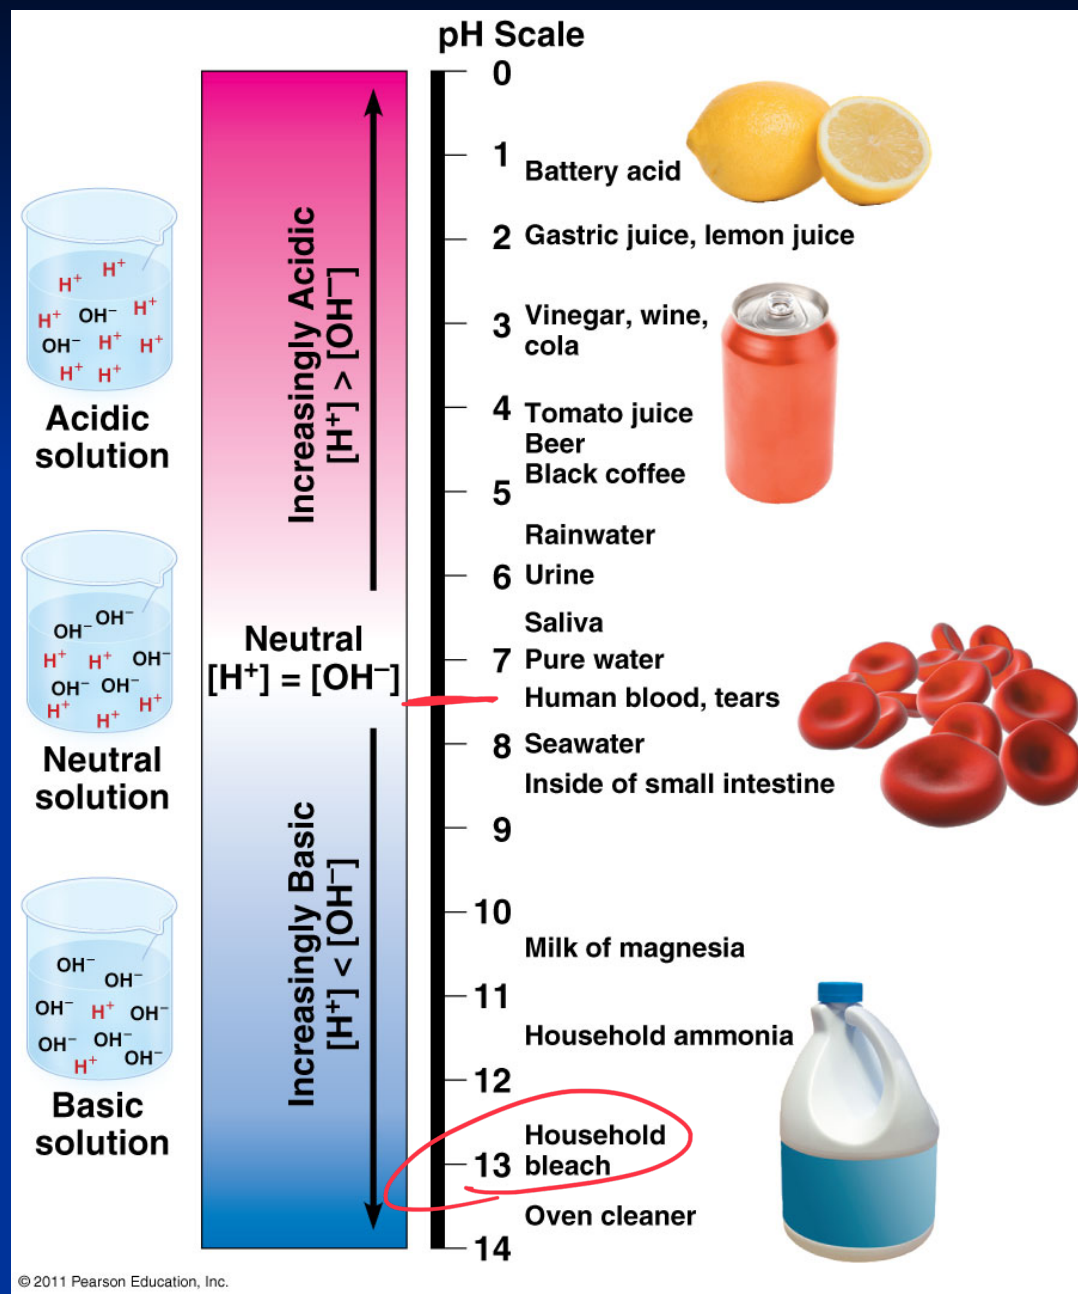 pH Scale
0
1
Battery acid
2
Gastric juice, lemon juice
3
Vinegar, wine,
cola
4
Tomato juice
Beer
Black coffee
5
Rainwater
6
Urine
Saliva
7
Pure water
Human blood, tears
8
Seawater
Inside of small intestine
9
10
Milk of magnesia
11
Household ammonia
12
Household
13
bleach
Oven cleaner
14
Increasingly Acidic
[H⁺] > [OH⁻]
Neutral
[H⁺] = [OH⁻]
Increasingly Basic
[H⁺] < [OH⁻]
H⁺
H⁺
H⁺
OH⁻
H⁺
OH⁻
H⁺
H⁺
H⁺
H⁺
Acidic
solution
OH⁻
OH⁻
H⁺
H⁺
OH⁻
OH⁻
OH⁻
H⁺
H⁺
H⁺
Neutral
solution
OH⁻
OH⁻
OH⁻
H⁺
OH⁻
OH⁻
OH⁻
OH⁻
H⁺
Basic
solution
© 2011 Pearson Education, Inc.